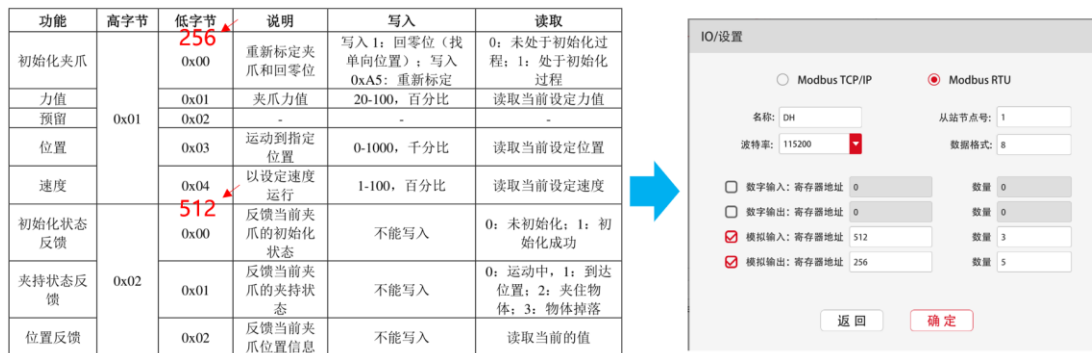 功能 高字节 低字节 说明 写入 读取
256
初始化夹爪 0x01 0x00 重新标定夹
爪和回零位
写入 1：回零位（找
单向位置）；写入
0xA5：重新标定
0：未处于初始化过
程；1：处于初始化
过程
力值 0x01 夹爪力值 20-100，百分比 读取当前设定力值
预留 0x02 - - -
位置 0x03 运动到指定
位置
0-1000，千分比 读取当前设定位置
速度 0x04 以设定速度
运行
1-100，百分比 读取当前设定速度
512
初始化状态
反馈
0x02 0x00 反馈当前夹
爪的初始化
状态
不能写入 0：未初始化；1：初
始化成功
夹持状态反
馈
0x01 反馈当前夹
爪的夹持状
态
不能写入 0：运动中，1：到达
位置；2：夹住物
体；3：物体掉落
位置反馈 0x02 反馈当前夹
爪位置信息
不能写入 读取当前的值
IO/设置
Modbus TCP/IP Modbus RTU
名称: DH 从站节点号: 1
波特率: 115200 数据格式: 8
数字输入：寄存器地址 0 数量 0
数字输出：寄存器地址 0 数量 0
模拟输入：寄存器地址 512 数量 3
模拟输出：寄存器地址 256 数量 5
返回 确定